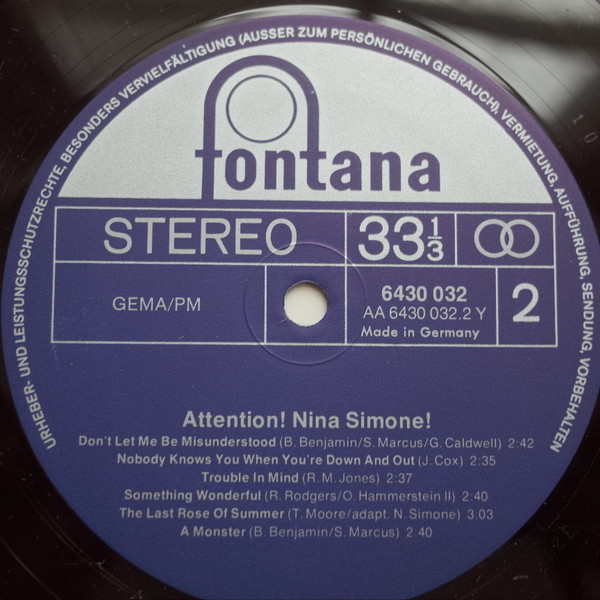 URHEBER- UND LEISTUNGSSCHUTZRECHTE, BESONDERS VERVIELFÄLTIGUNG (AUSSER ZUM PERSÖNLICHEN GEBRAUCH), VERMIETUNG, AUFFÜHRUNG, SENDUNG, VORBEHALTEN
fontana
STEREO 33 1/3
GEMA/PM
6430 032
AA 6430 032.2 Y
Made in Germany
2
Attention! Nina Simone!
Don't Let Me Be Misunderstood (B. Benjamin/S. Marcus/G. Caldwell) 2:42
Nobody Knows You When You're Down And Out (J. Cox) 2:35
Trouble In Mind (R. M. Jones) 2:37
Something Wonderful (R. Rodgers/O. Hammerstein II) 2:40
The Last Rose Of Summer (T. Moore/adapt. N. Simone) 3:03
A Monster (B. Benjamin/S. Marcus) 2:40